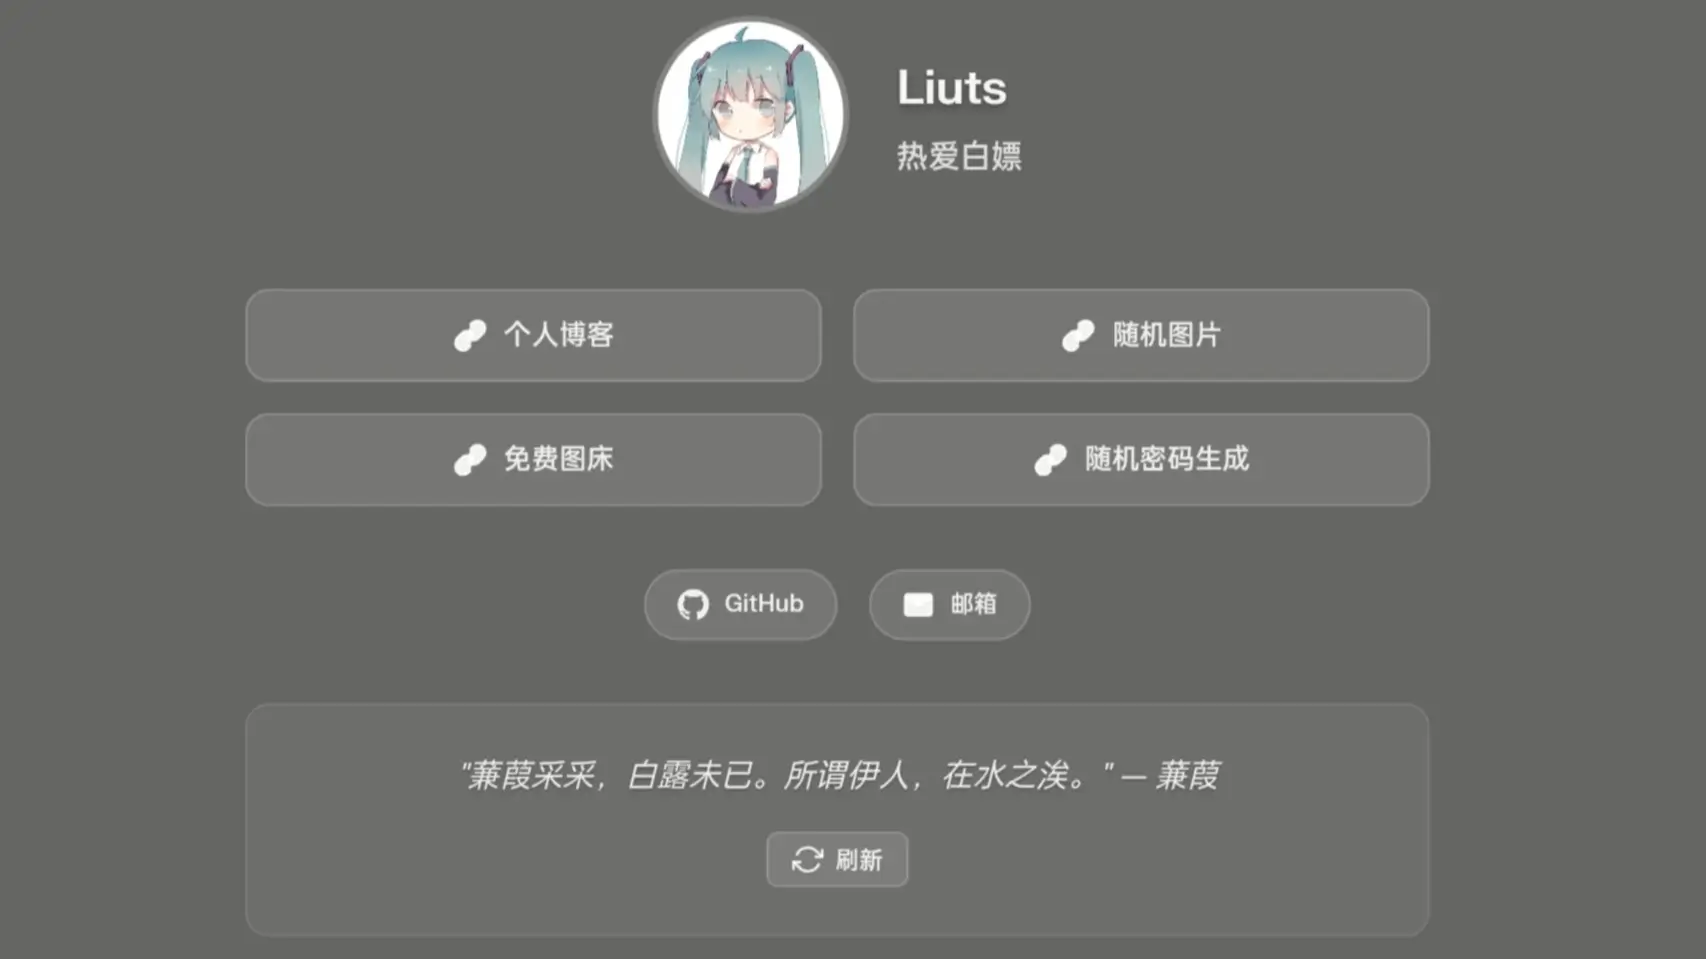 Liuts
热爱白嫖
个人博客
随机图片
免费图床
随机密码生成
GitHub
邮箱
"蒹葭采采，白露未已。所谓伊人，在水之涘。" — 蒹葭
刷新